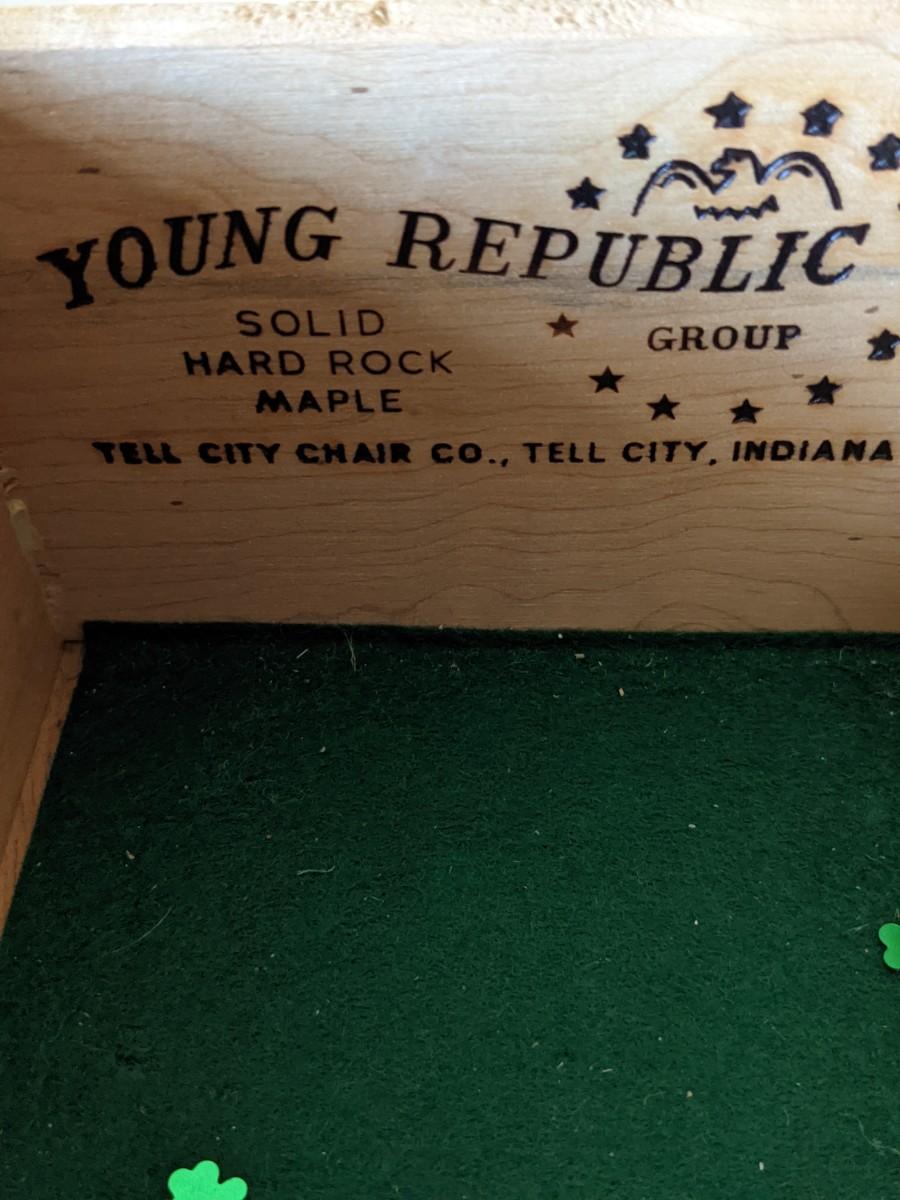 YOUNG REPUBLIC
GROUP
SOLID
HARD ROCK
MAPLE
TELL CITY CHAIR CO., TELL CITY, INDIANA